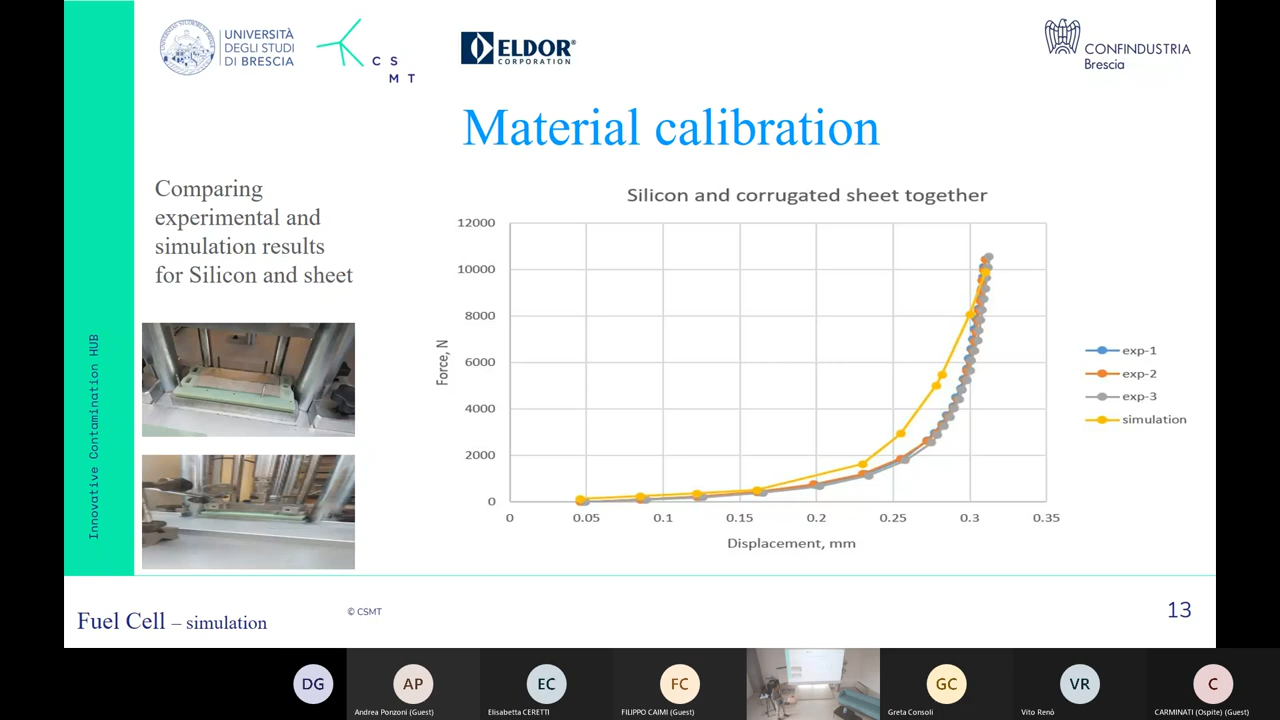 UNIVERSITÀ
DEGLI STUDI
DI BRESCIA
C S
M T
ELDOR®
CORPORATION
CONFINDUSTRIA
Brescia
Material calibration
Comparing
experimental and
simulation results
for Silicon and sheet
Innovative Contamination HUB
Silicon and corrugated sheet together
12000
10000
8000
6000
4000
2000
0
Force, N
0 0.05 0.1 0.15 0.2 0.25 0.3 0.35
Displacement, mm
exp-1
exp-2
exp-3
simulation
Fuel Cell – simulation
© CSMT
13
DG
AP
Andrea Ponzoni (Guest)
EC
Elisabetta CERETTI
FC
FILIPPO CAIMI (Guest)
GC
Greta Consoli
VR
Vito Renò
C
CARMINATI (Ospite) (Guest)